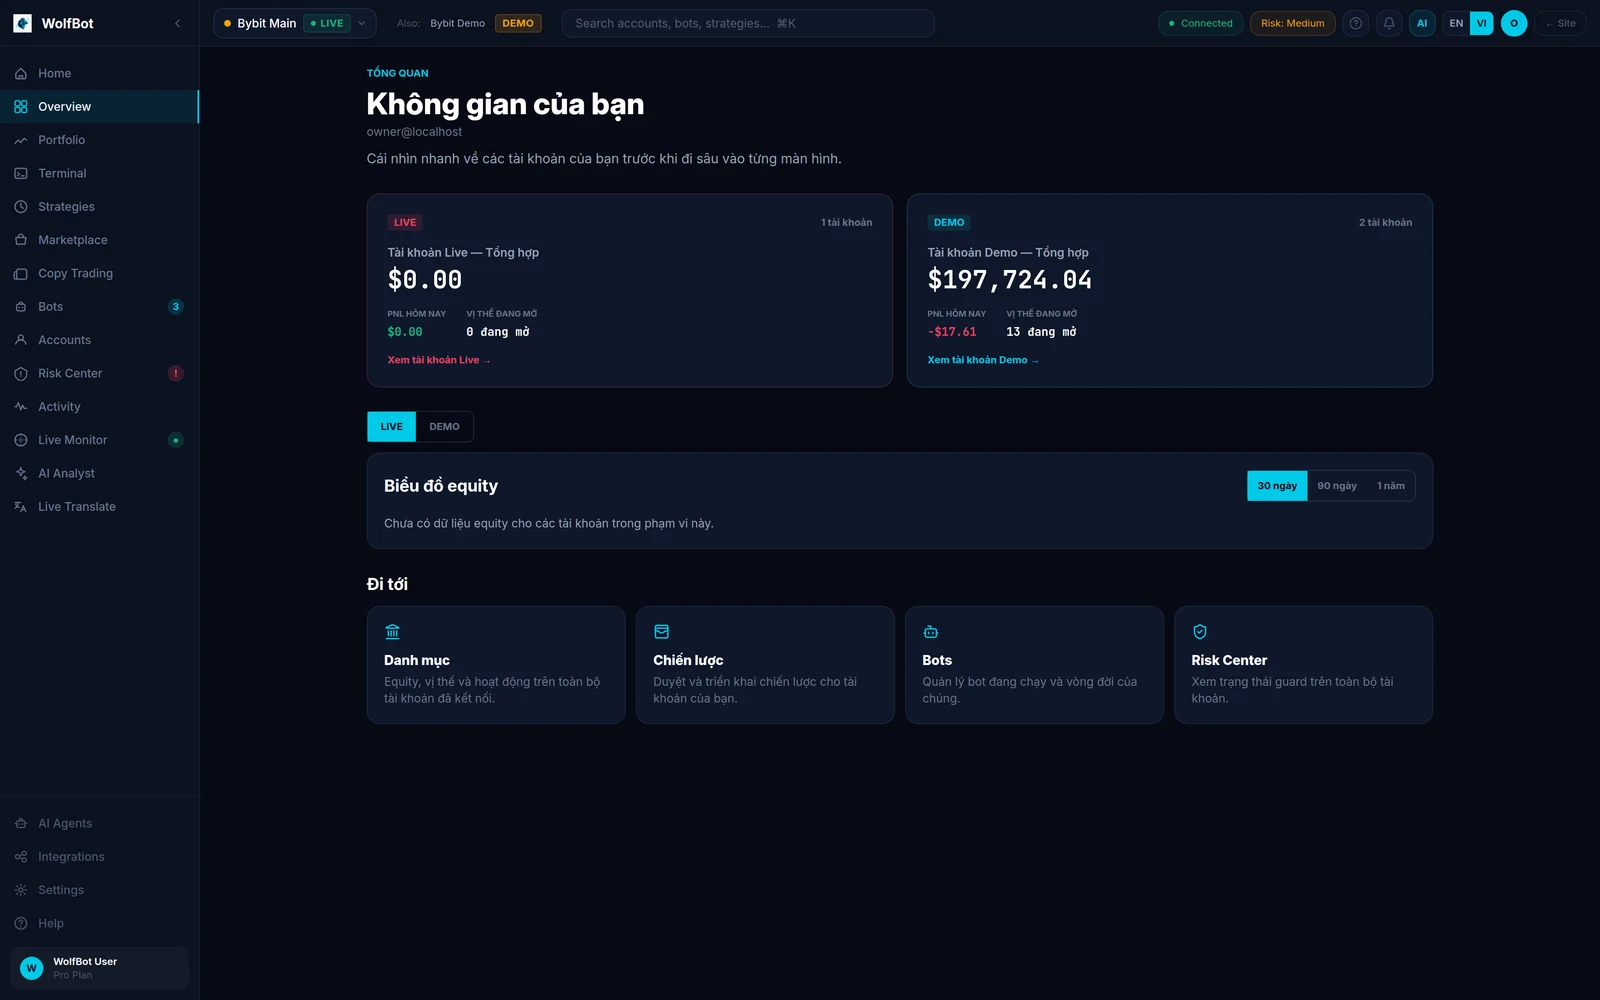 WolfBot
Bybit Main
LIVE
Also:
Bybit Demo
DEMO
Search accounts, bots, strategies... ⌘K
Connected
Risk: Medium
AI
EN
VI
O
← Site
Home
Overview
Portfolio
Terminal
Strategies
Marketplace
Copy Trading
Bots
3
Accounts
Risk Center
!
Activity
Live Monitor
AI Analyst
Live Translate
AI Agents
Integrations
Settings
Help
W
WolfBot User
Pro Plan
TỔNG QUAN
Không gian của bạn
owner@localhost
Cái nhìn nhanh về các tài khoản của bạn trước khi đi sâu vào từng màn hình.
LIVE
1 tài khoản
Tài khoản Live — Tổng hợp
$0.00
PNL HÔM NAY
VỊ THẾ ĐANG MỞ
$0.00
0 đang mở
Xem tài khoản Live →
DEMO
2 tài khoản
Tài khoản Demo — Tổng hợp
$197,724.04
PNL HÔM NAY
VỊ THẾ ĐANG MỞ
-$17.61
13 đang mở
Xem tài khoản Demo →
LIVE
DEMO
Biểu đồ equity
30 ngày
90 ngày
1 năm
Chưa có dữ liệu equity cho các tài khoản trong phạm vi này.
Đi tới
Danh mục
Equity, vị thế và hoạt động trên toàn bộ
tài khoản đã kết nối.
Chiến lược
Duyệt và triển khai chiến lược cho tài
khoản của bạn.
Bots
Quản lý bot đang chạy và vòng đời của
chúng.
Risk Center
Xem trạng thái guard trên toàn bộ tài
khoản.